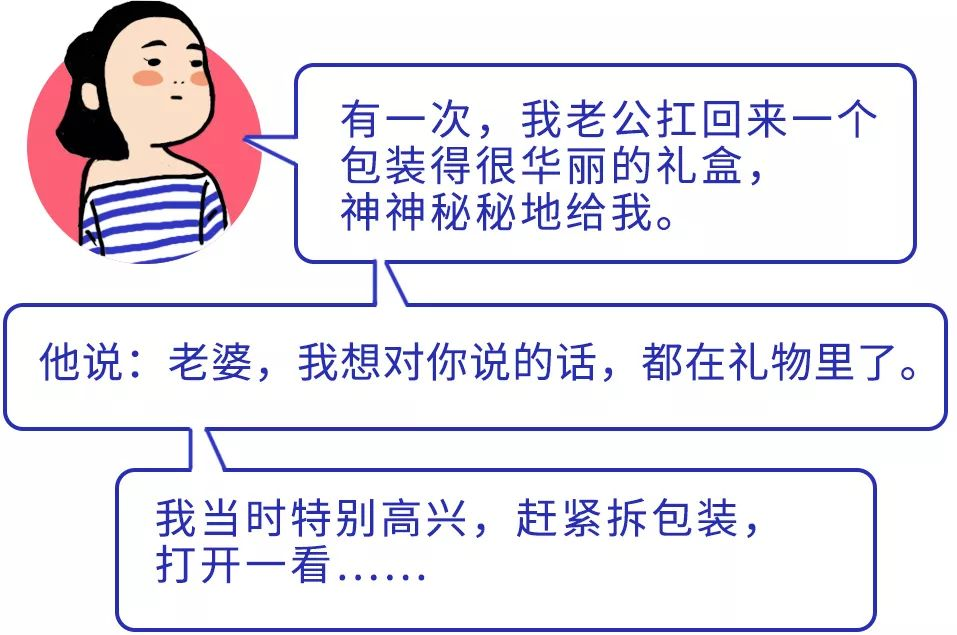 有一次，我老公扛回来一个
包装得很华丽的礼盒，
神神秘秘地给我。
他说：老婆，我想对你说的话，都在礼物里了。
我当时特别高兴，赶紧拆包装，
打开一看......